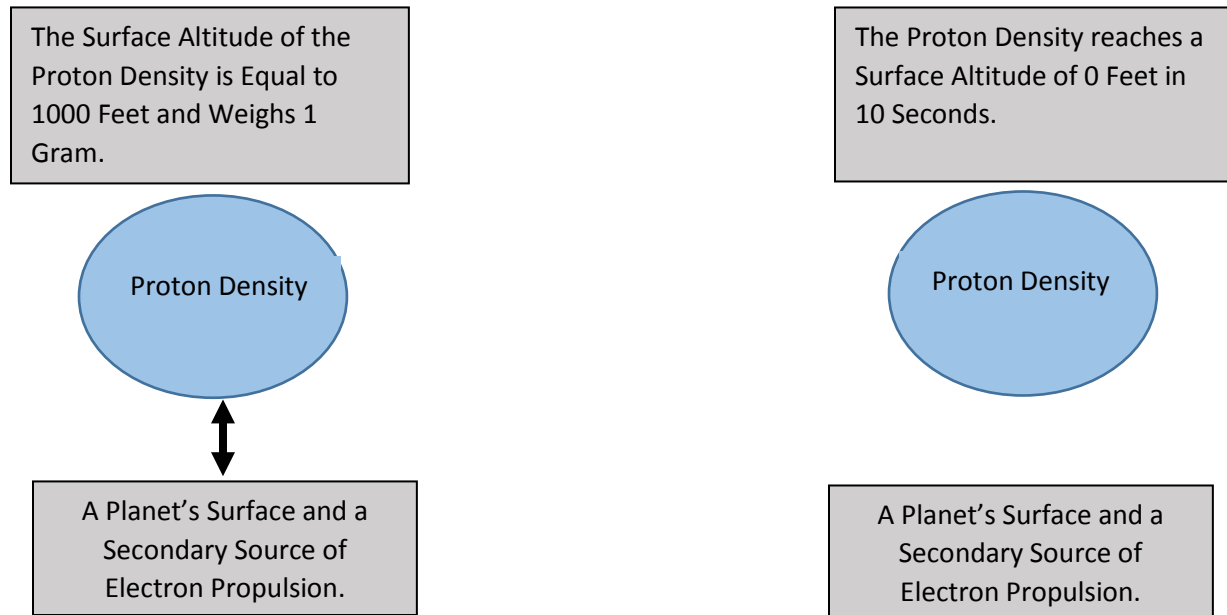 The Surface Altitude of the
Proton Density is Equal to
1000 Feet and Weighs 1
Gram.
Proton Density
A Planet’s Surface and a
Secondary Source of
Electron Propulsion.
The Proton Density reaches a
Surface Altitude of 0 Feet in
10 Seconds.
Proton Density
A Planet’s Surface and a
Secondary Source of
Electron Propulsion.